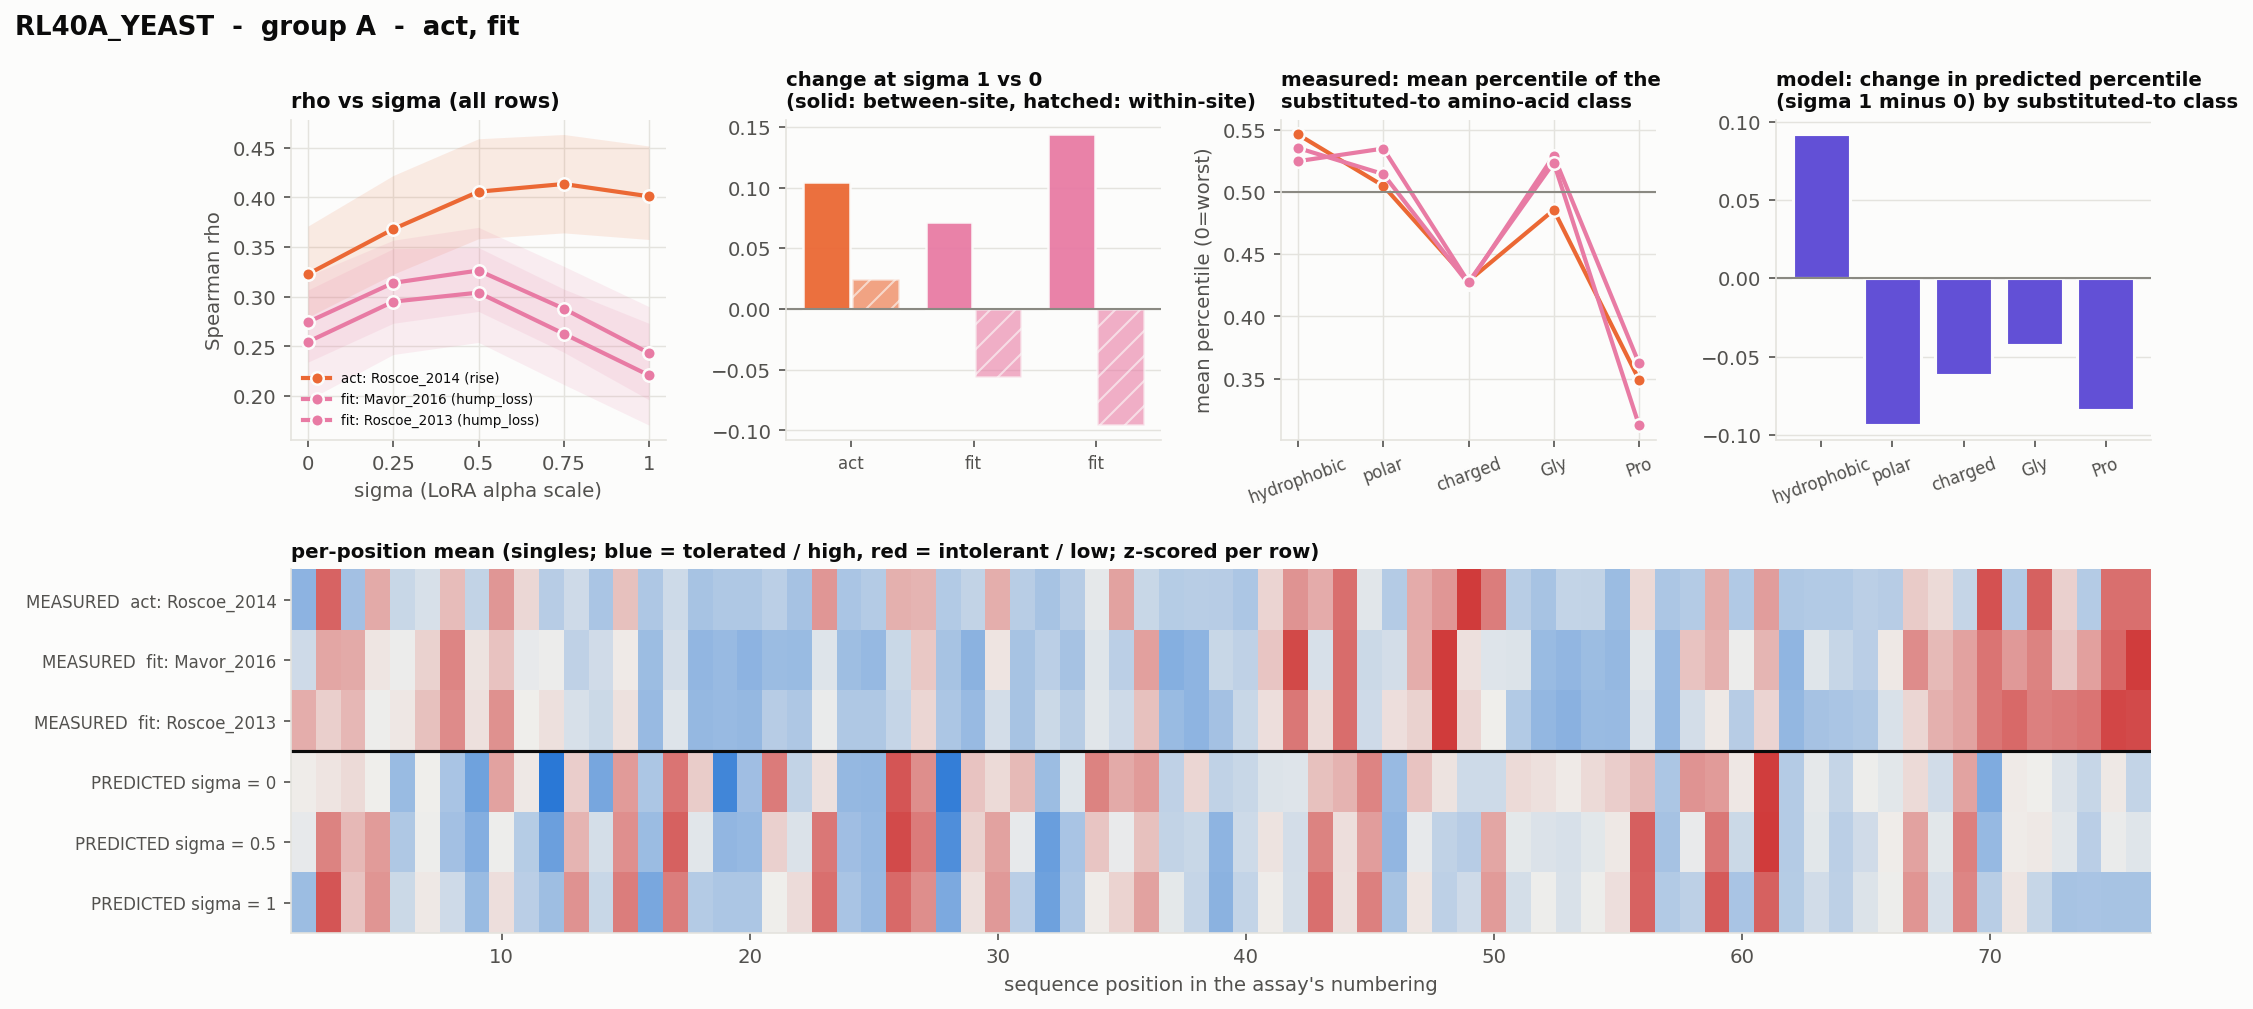 RL40A_YEAST - group A - act, fit
rho vs sigma (all rows)
Spearman rho
0.45
0.40
0.35
0.30
0.25
0.20
act: Roscoe_2014 (rise)
fit: Mavor_2016 (hump_loss)
fit: Roscoe_2013 (hump_loss)
0 0.25 0.5 0.75 1
sigma (LoRA alpha scale)
change at sigma 1 vs 0
(solid: between-site, hatched: within-site)
0.15
0.10
0.05
0.00
−0.05
−0.10
act fit fit
measured: mean percentile of the
substituted-to amino-acid class
mean percentile (0=worst)
0.55
0.50
0.45
0.40
0.35
hydrophobic polar charged Gly Pro
model: change in predicted percentile
(sigma 1 minus 0) by substituted-to class
0.10
0.05
0.00
−0.05
−0.10
hydrophobic polar charged Gly Pro
per-position mean (singles; blue = tolerated / high, red = intolerant / low; z-scored per row)
MEASURED act: Roscoe_2014
MEASURED fit: Mavor_2016
MEASURED fit: Roscoe_2013
PREDICTED sigma = 0
PREDICTED sigma = 0.5
PREDICTED sigma = 1
10 20 30 40 50 60 70
sequence position in the assay's numbering